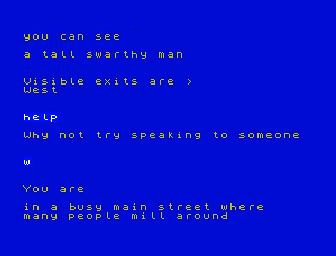 you can see
a tall swarthy man
Visible exits are >
West
help
Why not try speaking to someone
w
You are
in a busy main street where
many people mill around